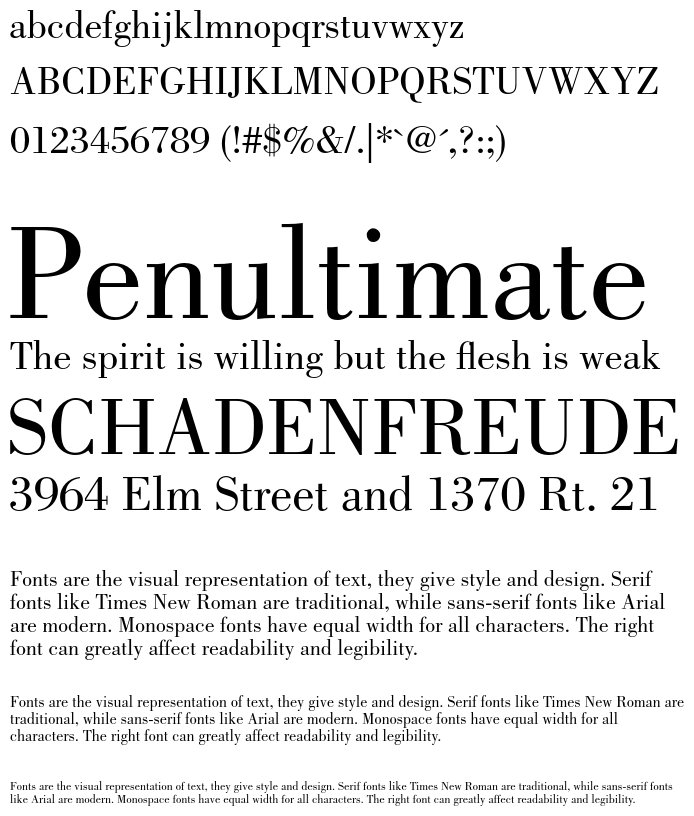 abcdefghijklmnopqrstuvwxyz
ABCDEFGHIJKLMNOPQRSTUVWXYZ
0123456789 (!#$%&/.|*`@´,?:;)
Penultimate
The spirit is willing but the flesh is weak
SCHADENFREUDE
3964 Elm Street and 1370 Rt. 21
Fonts are the visual representation of text, they give style and design. Serif
fonts like Times New Roman are traditional, while sans-serif fonts like Arial
are modern. Monospace fonts have equal width for all characters. The right
font can greatly affect readability and legibility.
Fonts are the visual representation of text, they give style and design. Serif fonts like Times New Roman are
traditional, while sans-serif fonts like Arial are modern. Monospace fonts have equal width for all
characters. The right font can greatly affect readability and legibility.
Fonts are the visual representation of text, they give style and design. Serif fonts like Times New Roman are traditional, while sans-serif fonts
like Arial are modern. Monospace fonts have equal width for all characters. The right font can greatly affect readability and legibility.